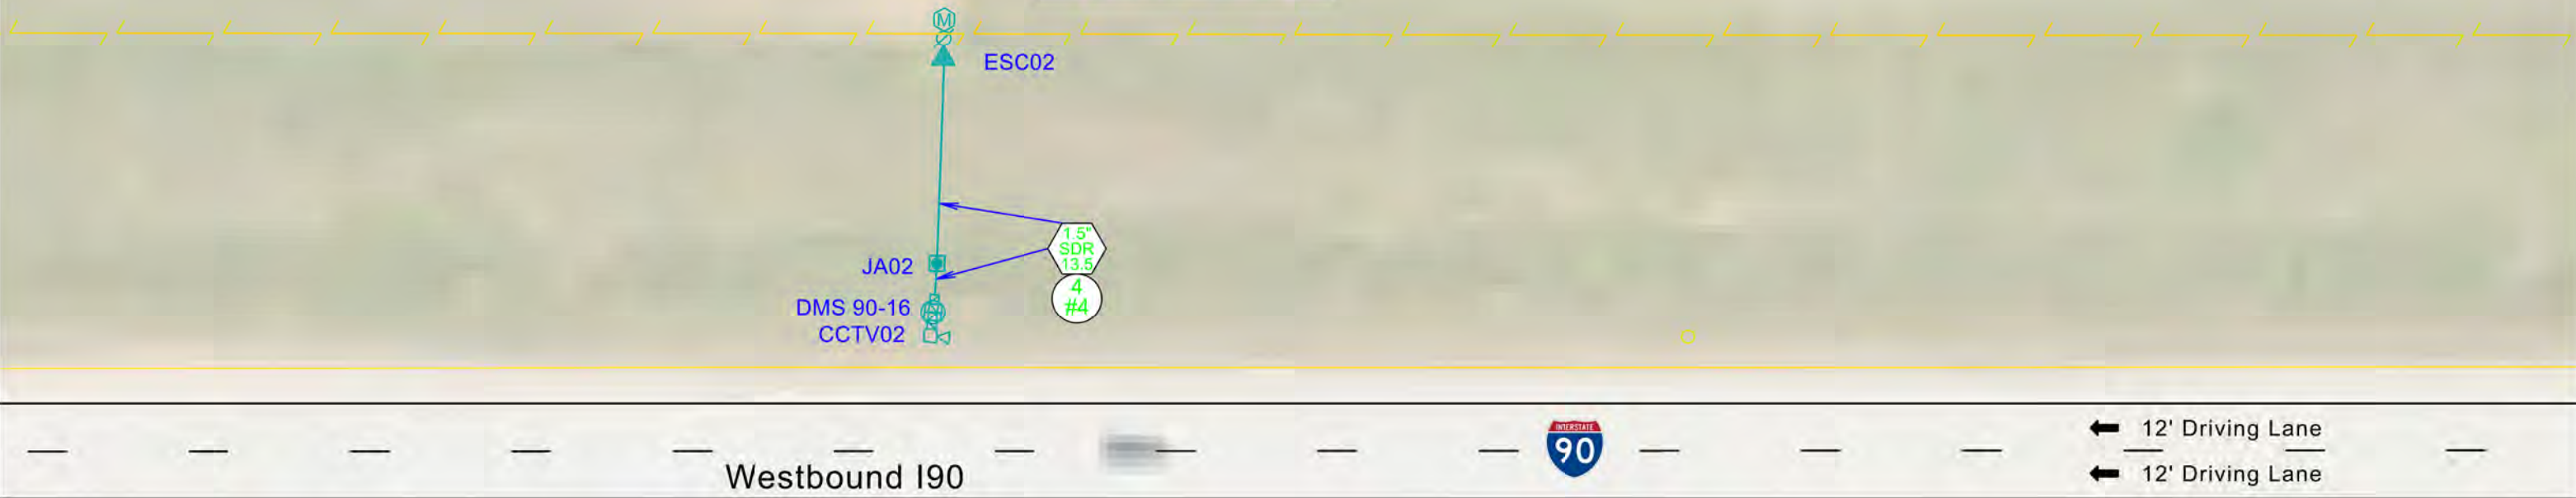 M
ESC02
1.5"
SDR
13.5
JA02
4
#4
DMS 90-16
CCTV02
INTERSTATE
90
12' Driving Lane
Westbound I90
12' Driving Lane